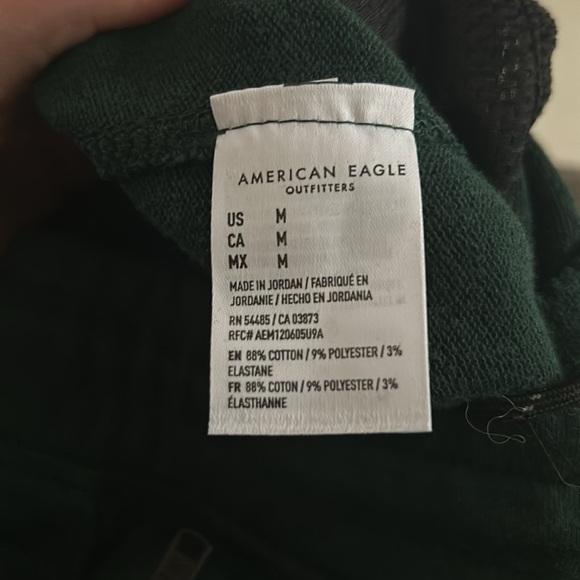 AMERICAN EAGLE
OUTFITTERS
US M
CA M
MX M
MADE IN JORDAN / FABRIQUÉ EN
JORDANIE / HECHO EN JORDANIA
RN 54485 / CA 03873
RFC# AEM120605U9A
EN 88% COTTON / 9% POLYESTER / 3%
ELASTANE
FR 88% COTON / 9% POLYESTER / 3%
ÉLASTHANNE